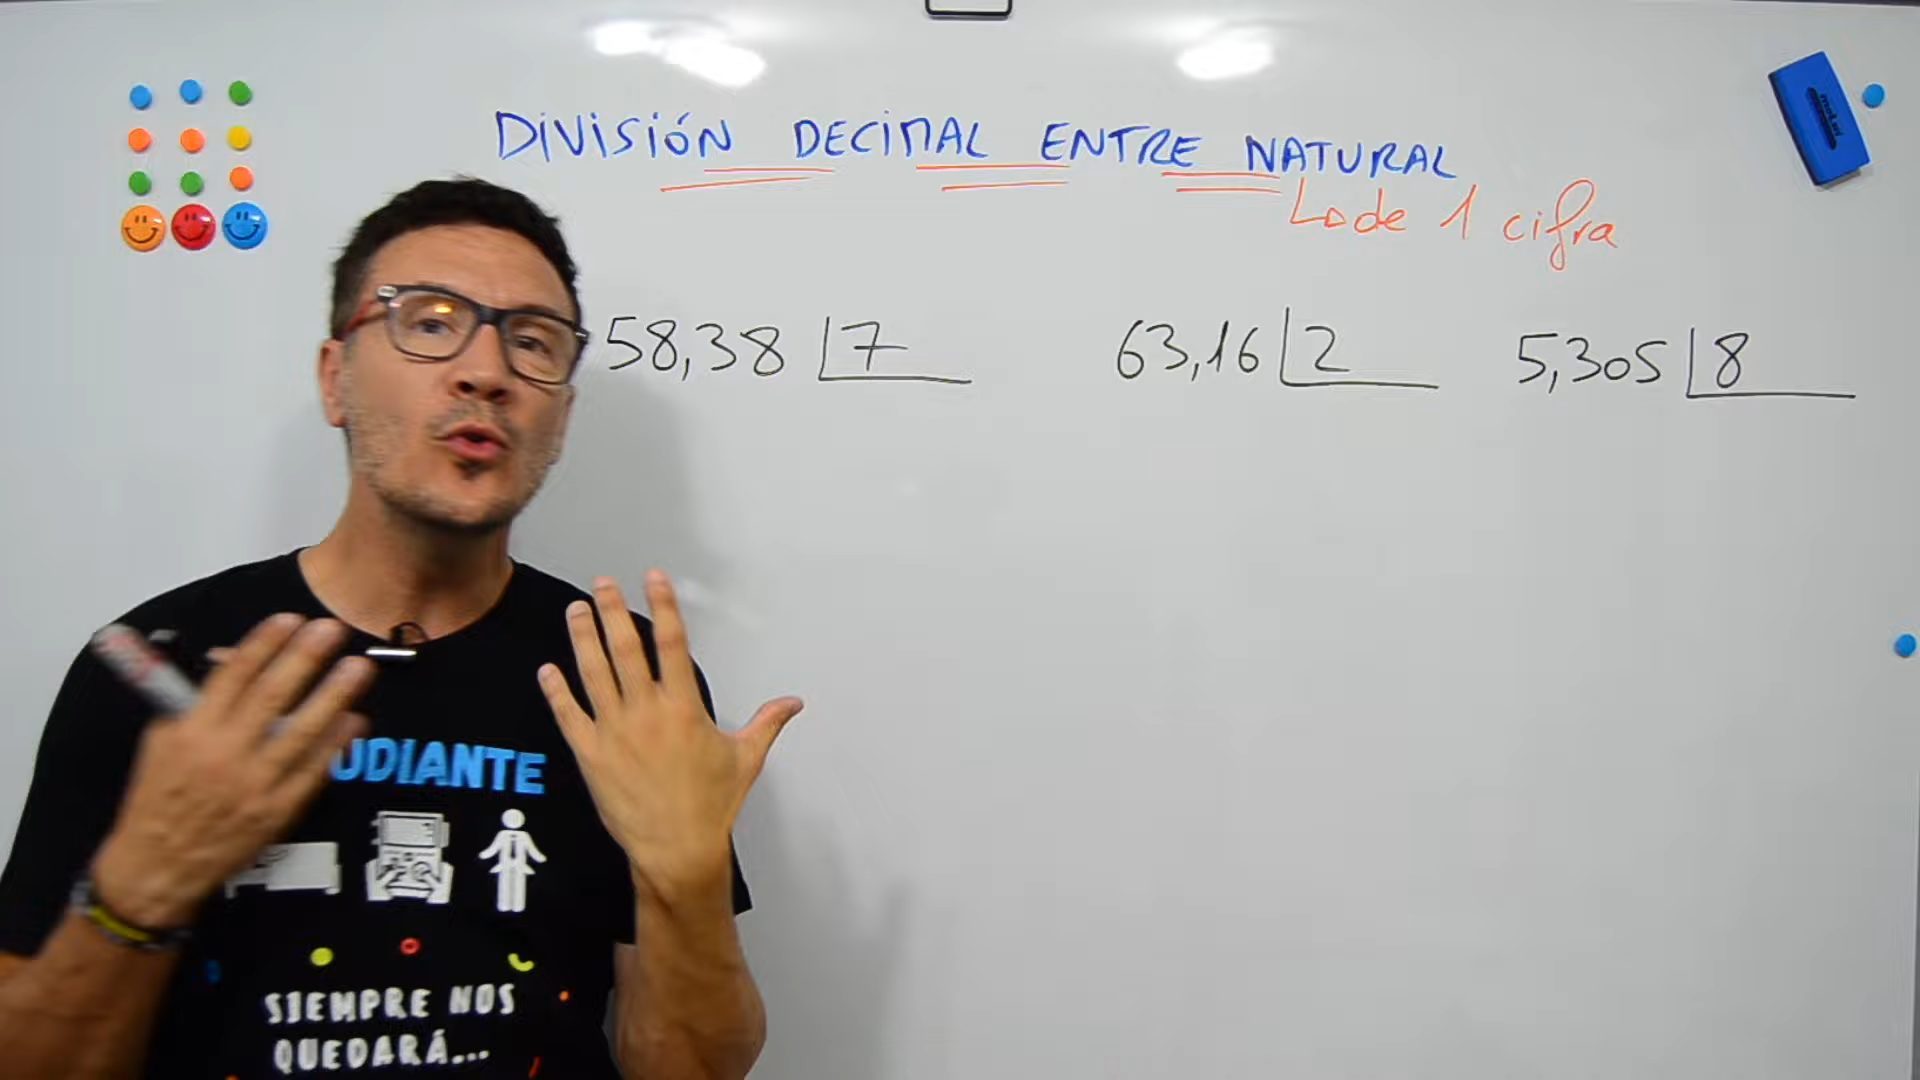 DIVISIÓN DECIMAL ENTRE NATURAL
de 1 cifra
58,38 7
63,16 2
5,305 8
UDIANTE
SIEMPRE NOS
QUEDARÁ...